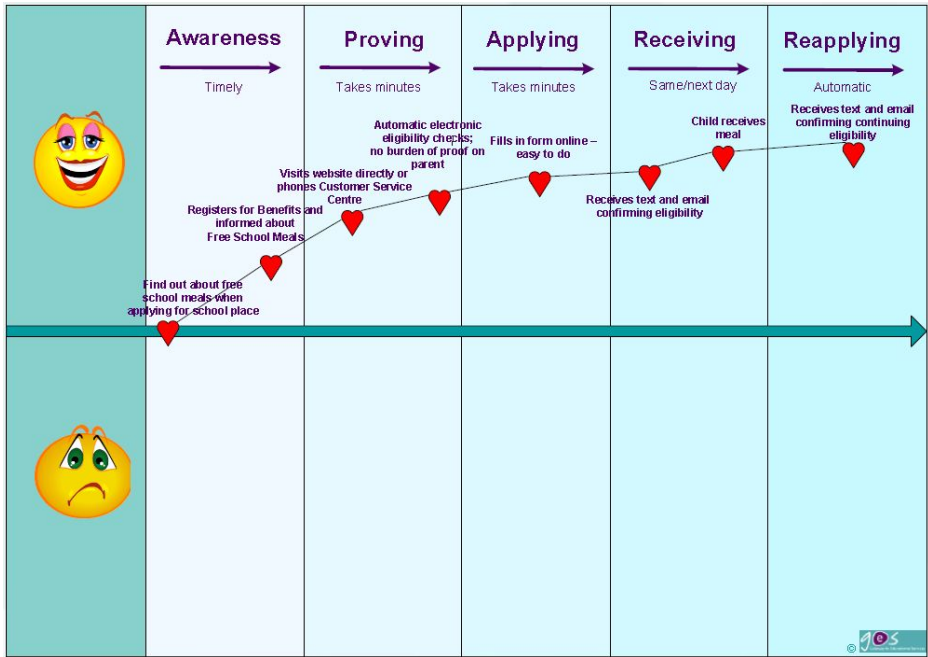 Awareness
Proving
Applying
Receiving
Reapplying
Timely
Takes minutes
Takes minutes
Same/next day
Automatic
Find out about free
school meals when
applying for school place
Registers for Benefits and
informed about
Free School Meals
Visits website directly or
phones Customer Service
Centre
Automatic electronic
eligibility checks;
no burden of proof on
parent
Fills in form online –
easy to do
Receives text and email
confirming eligibility
Child receives
meal
Receives text and email
confirming continuing
eligibility
© ges